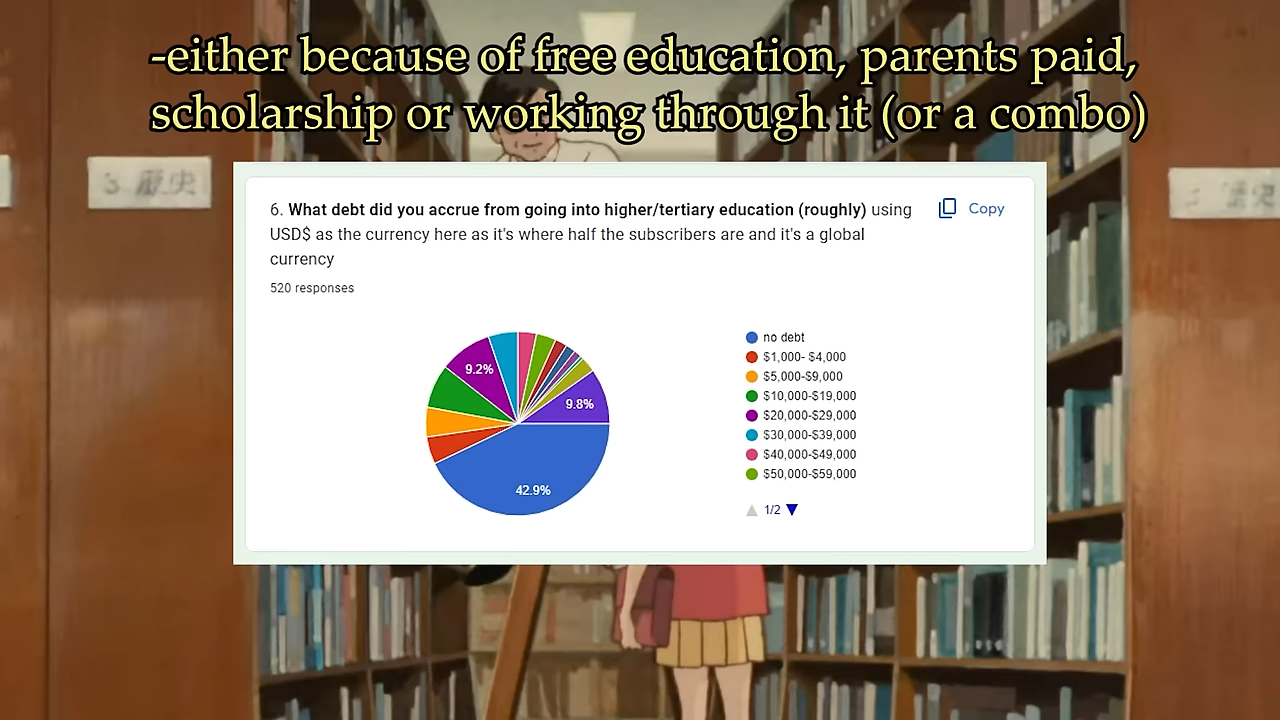 -either because of free education, parents paid,
scholarship or working through it (or a combo)
3 歴史
6. What debt did you accrue from going into higher/tertiary education (roughly) using
USD$ as the currency here as it's where half the subscribers are and it's a global
currency
Copy
520 responses
9.2%
9.8%
42.9%
no debt
$1,000- $4,000
$5,000-$9,000
$10,000-$19,000
$20,000-$29,000
$30,000-$39,000
$40,000-$49,000
$50,000-$59,000
1/2